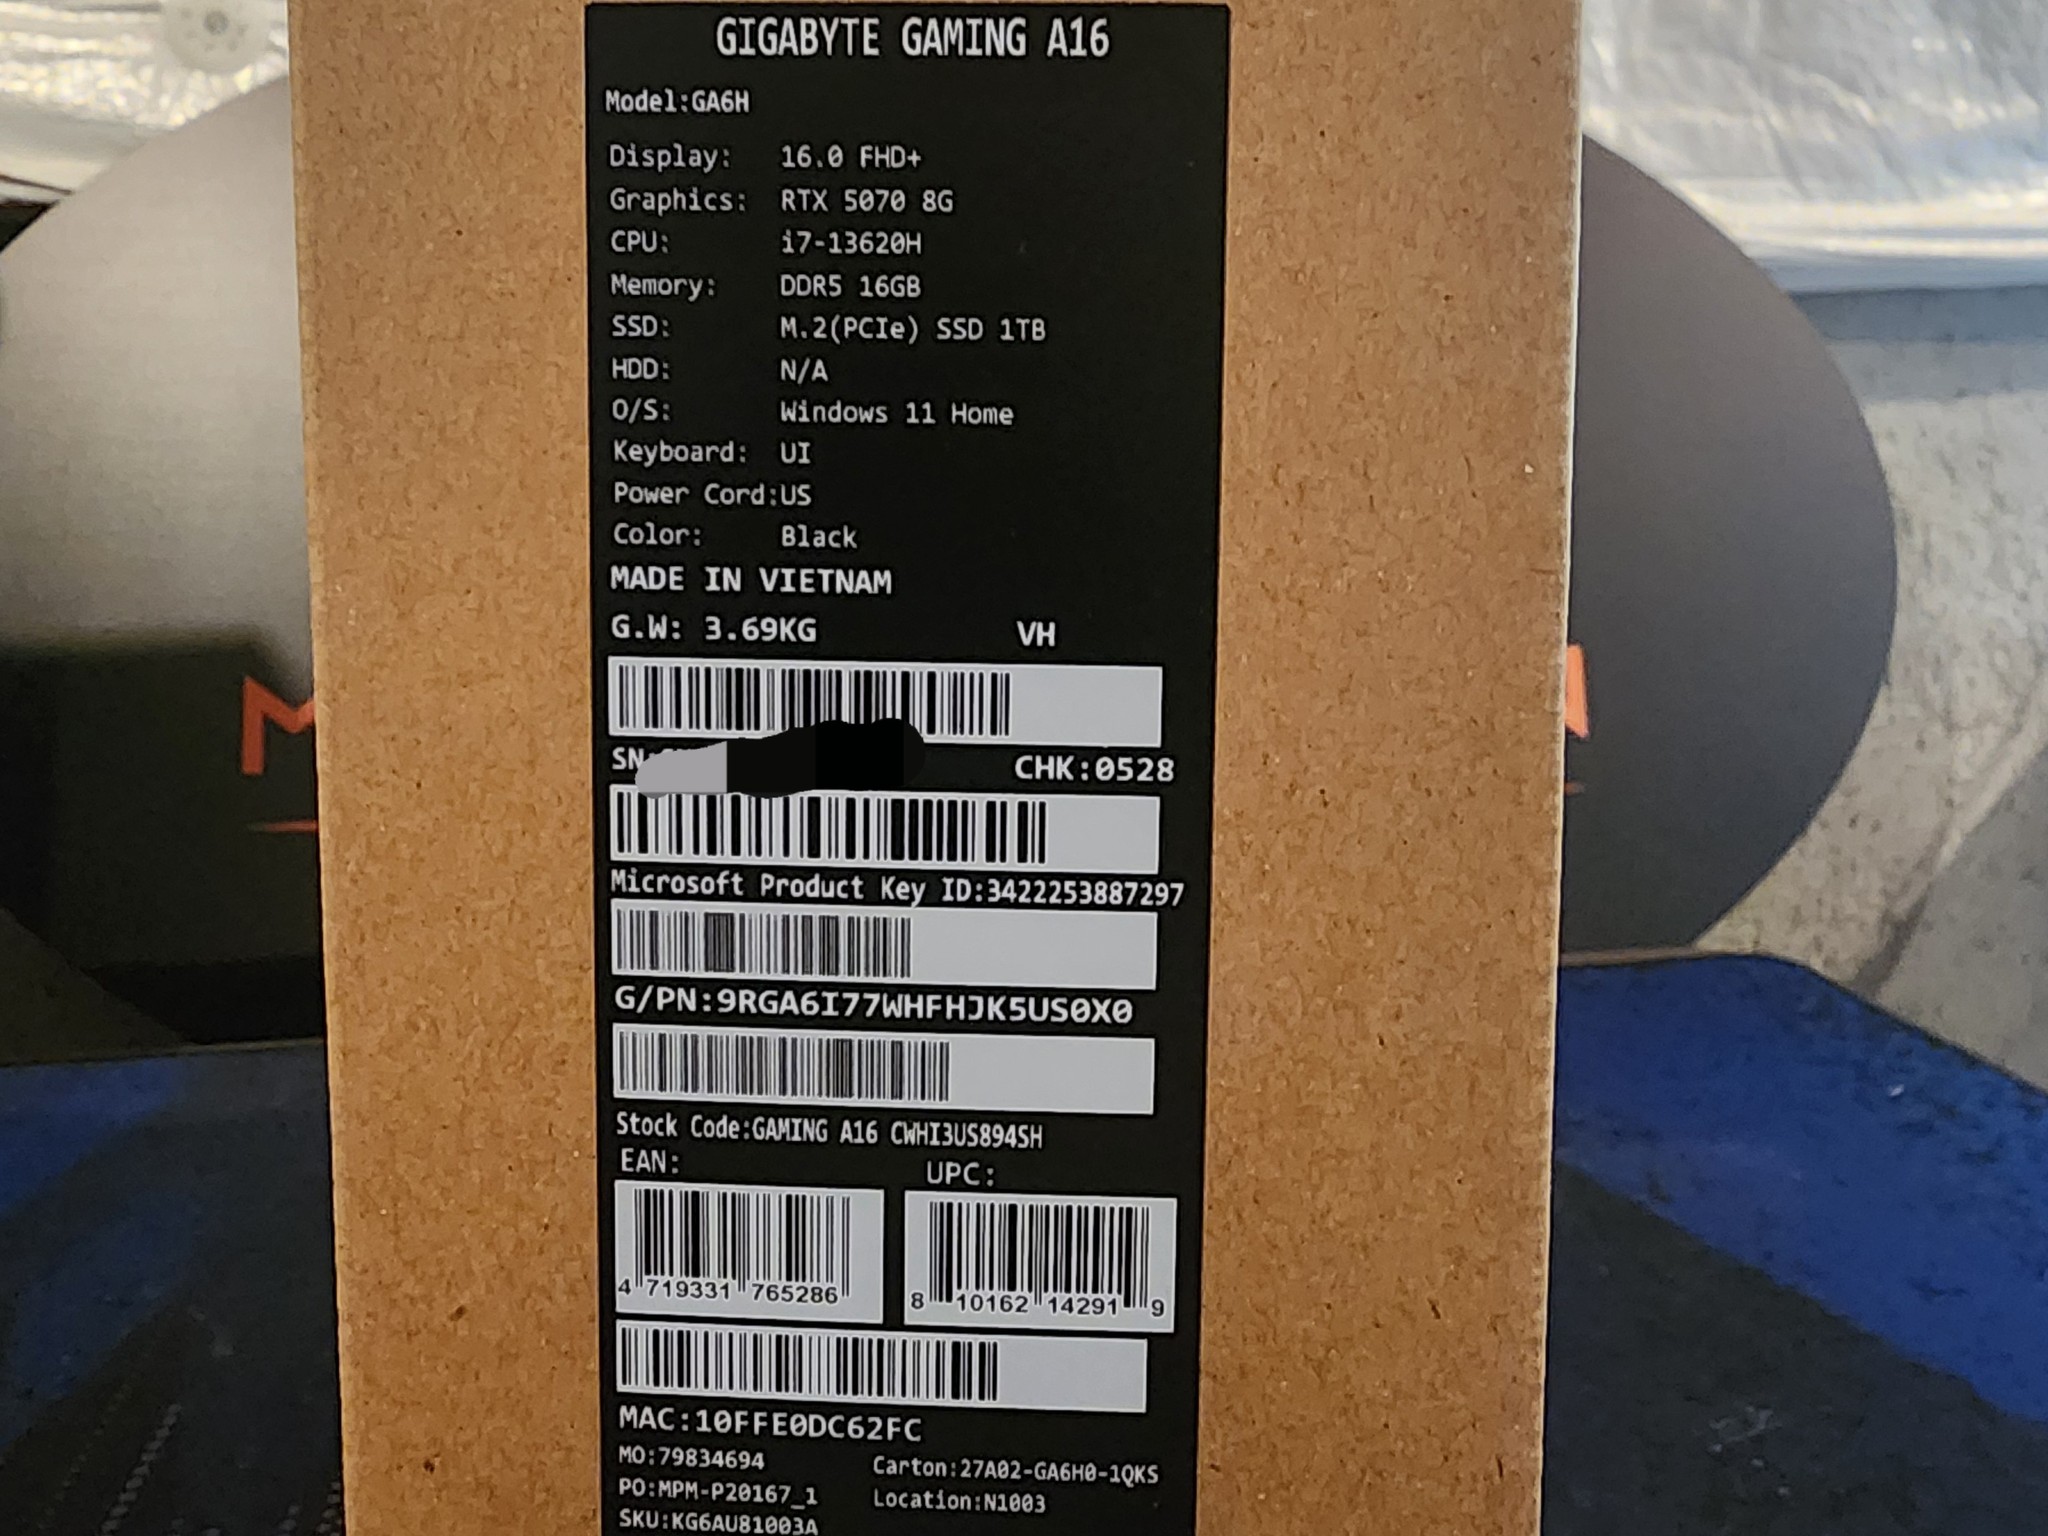 GIGABYTE GAMING A16
Model:GA6H
Display: 16.0 FHD+
Graphics: RTX 5070 8G
CPU: i7-13620H
Memory: DDR5 16GB
SSD: M.2(PCIe) SSD 1TB
HDD: N/A
O/S: Windows 11 Home
Keyboard: UI
Power Cord:US
Color: Black
MADE IN VIETNAM
G.W: 3.69KG VH
SN: CHK:0528
Microsoft Product Key ID:3422253887297
G/PN:9RGA6I77WHFHJK5US0X0
Stock Code:GAMING A16 CWHI3US894SH
EAN: UPC:
4 719331 765286 8 10162 14291 9
MAC:10FFE0DC62FC
MO:79834694 Carton:27A02-GA6H0-1QKS
PO:MPM-P20167_1 Location:N1003
SKU:KG6AU81003A